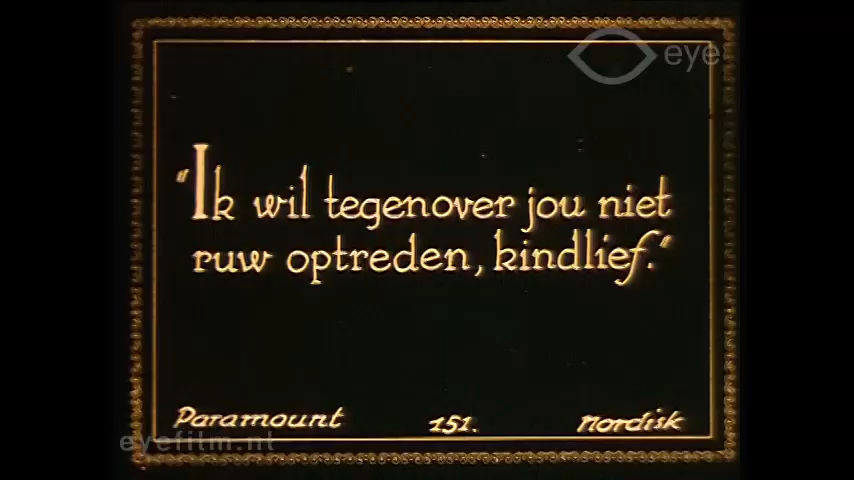 eye
"Ik wil tegenover jou niet
ruw optreden, kindlief."
Paramount 151. Nordisk
eyefilm.nl